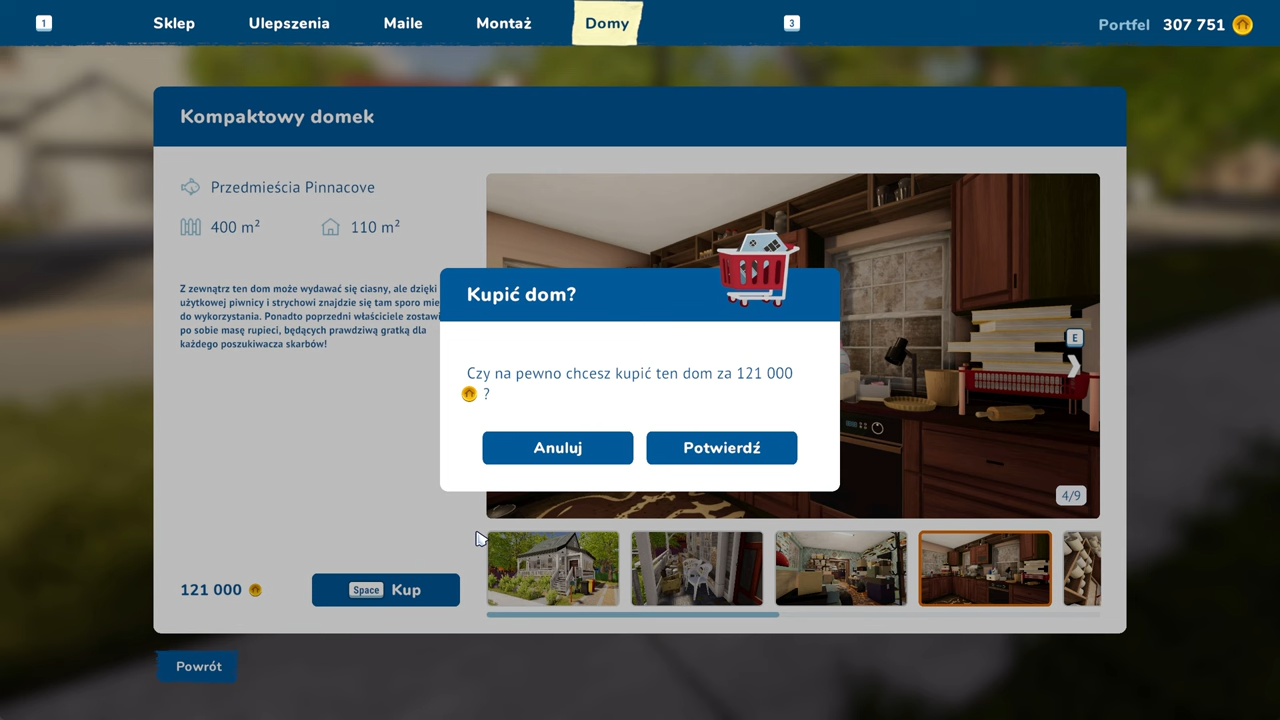 1
Sklep
Ulepszenia
Maile
Montaż
Domy
3
Portfel
307 751
Kompaktowy domek
Przedmieścia Pinnacove
400 m²
110 m²
Z zewnątrz ten dom może wydawać się ciasny, ale dzięki
użytkowej piwnicy i strychowi znajdzie się tam sporo
do wykorzystania. Ponadto poprzedni właściciele
po sobie masę rupieci, będących prawdziwą gratką dla
każdego poszukiwacza skarbów!
Kupić dom?
Czy na pewno chcesz kupić ten dom za 121 000
?
Anuluj
Potwierdź
E
4/9
121 000
Space
Kup
Powrót